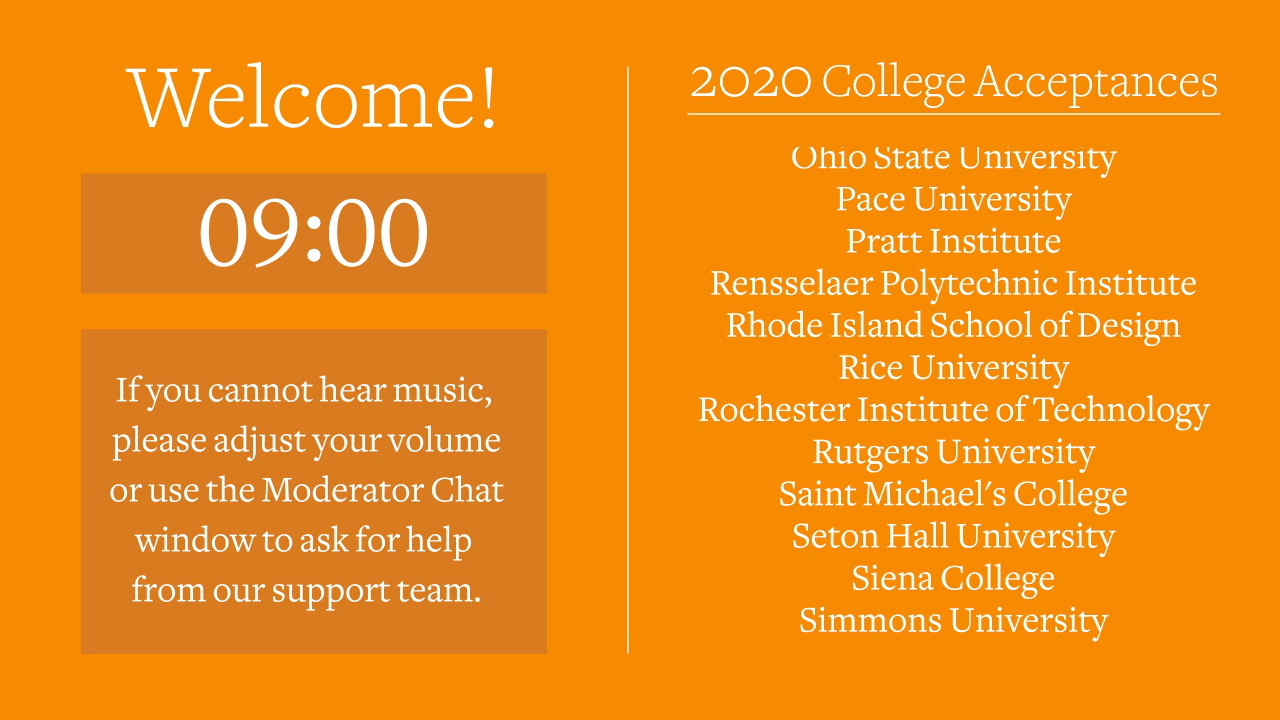 Welcome!
09:00
If you cannot hear music,
please adjust your volume
or use the Moderator Chat
window to ask for help
from our support team.
2020 College Acceptances
Ohio State University
Pace University
Pratt Institute
Rensselaer Polytechnic Institute
Rhode Island School of Design
Rice University
Rochester Institute of Technology
Rutgers University
Saint Michael's College
Seton Hall University
Siena College
Simmons University